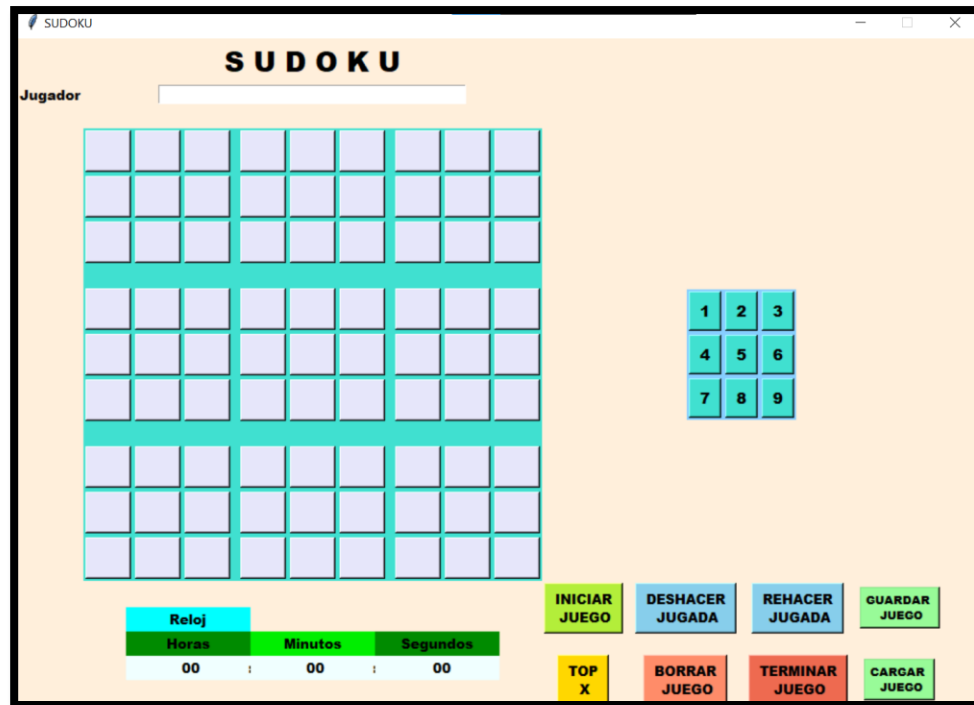 SUDOKU
S U D O K U
Jugador
1 2 3
4 5 6
7 8 9
INICIAR
JUEGO
DESHACER
JUGADA
REHACER
JUGADA
GUARDAR
JUEGO
Reloj
Horas Minutos Segundos
00 : 00 : 00
TOP
X
BORRAR
JUEGO
TERMINAR
JUEGO
CARGAR
JUEGO